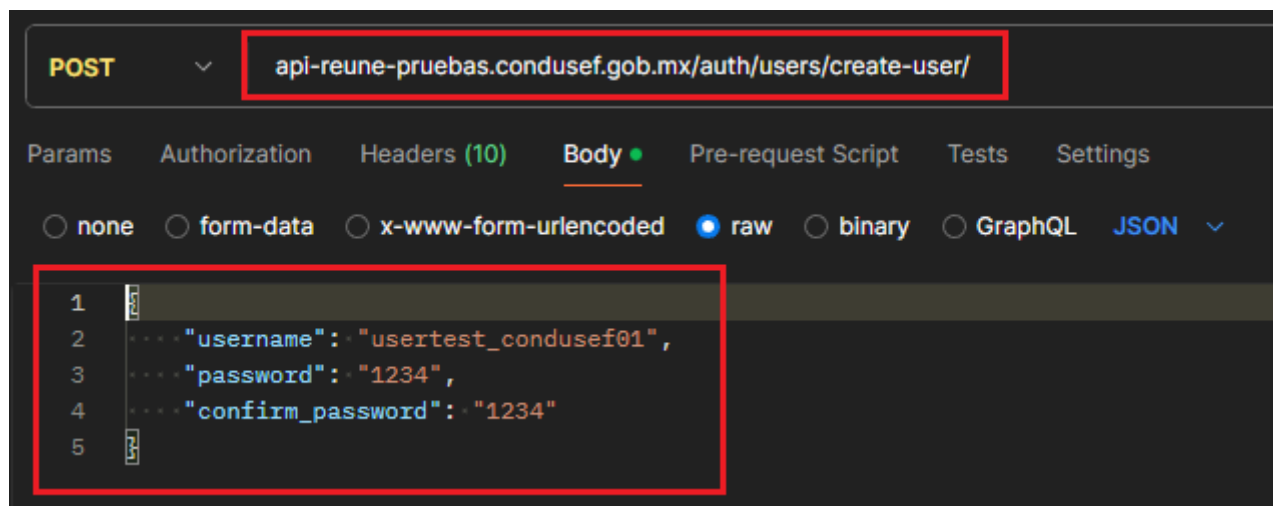 POST api-reune-pruebas.condusef.gob.mx/auth/users/create-user/
Params Authorization Headers (10) Body Pre-request Script Tests Settings
none form-data x-www-form-urlencoded raw binary GraphQL JSON
1 {
2 "username": "usertest_condusef01",
3 "password": "1234",
4 "confirm_password": "1234"
5 }